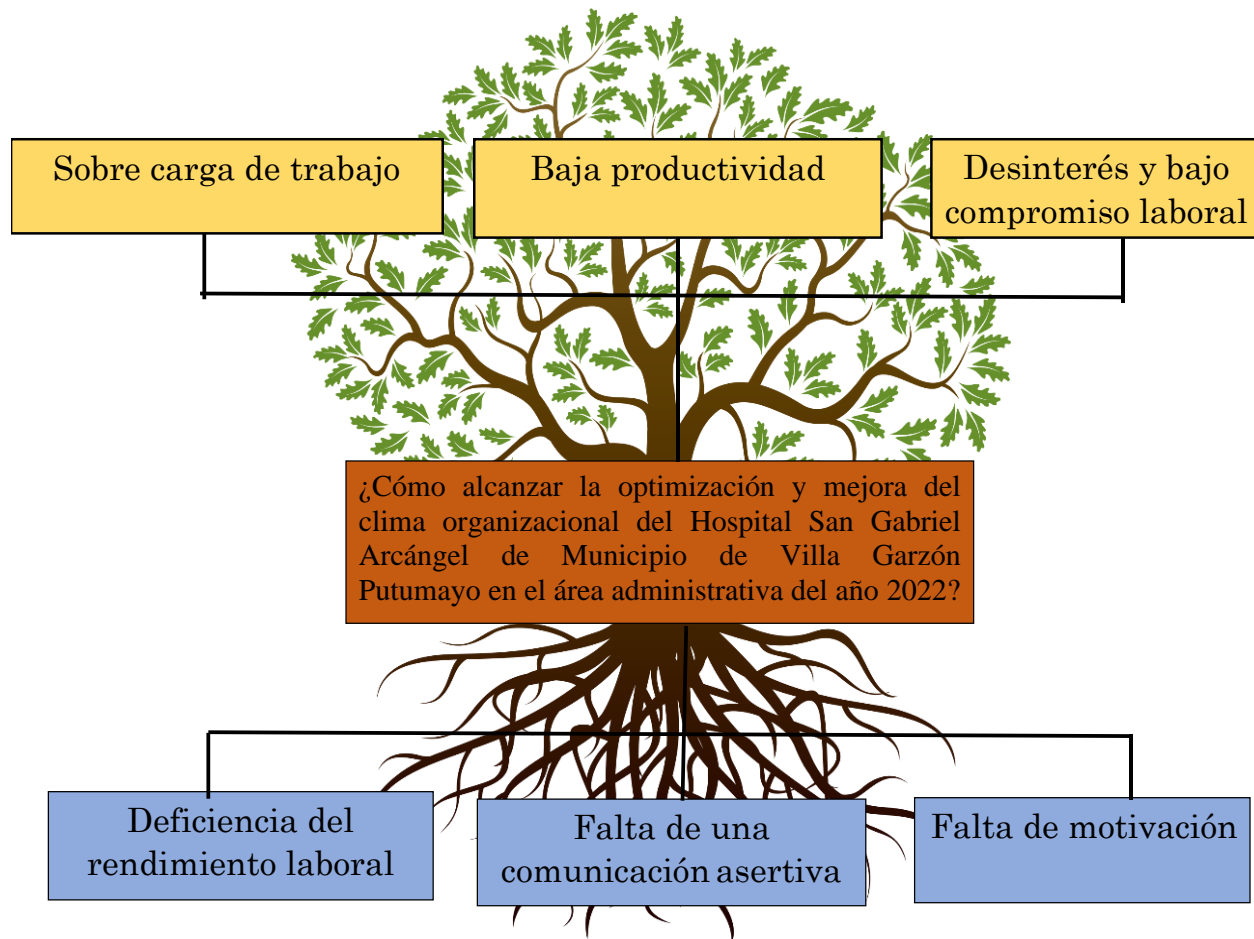 Sobre carga de trabajo
Baja productividad
Desinterés y bajo
compromiso laboral
¿Cómo alcanzar la optimización y mejora del
clima organizacional del Hospital San Gabriel
Arcángel de Municipio de Villa Garzón
Putumayo en el área administrativa del año 2022?
Deficiencia del
rendimiento laboral
Falta de una
comunicación asertiva
Falta de motivación